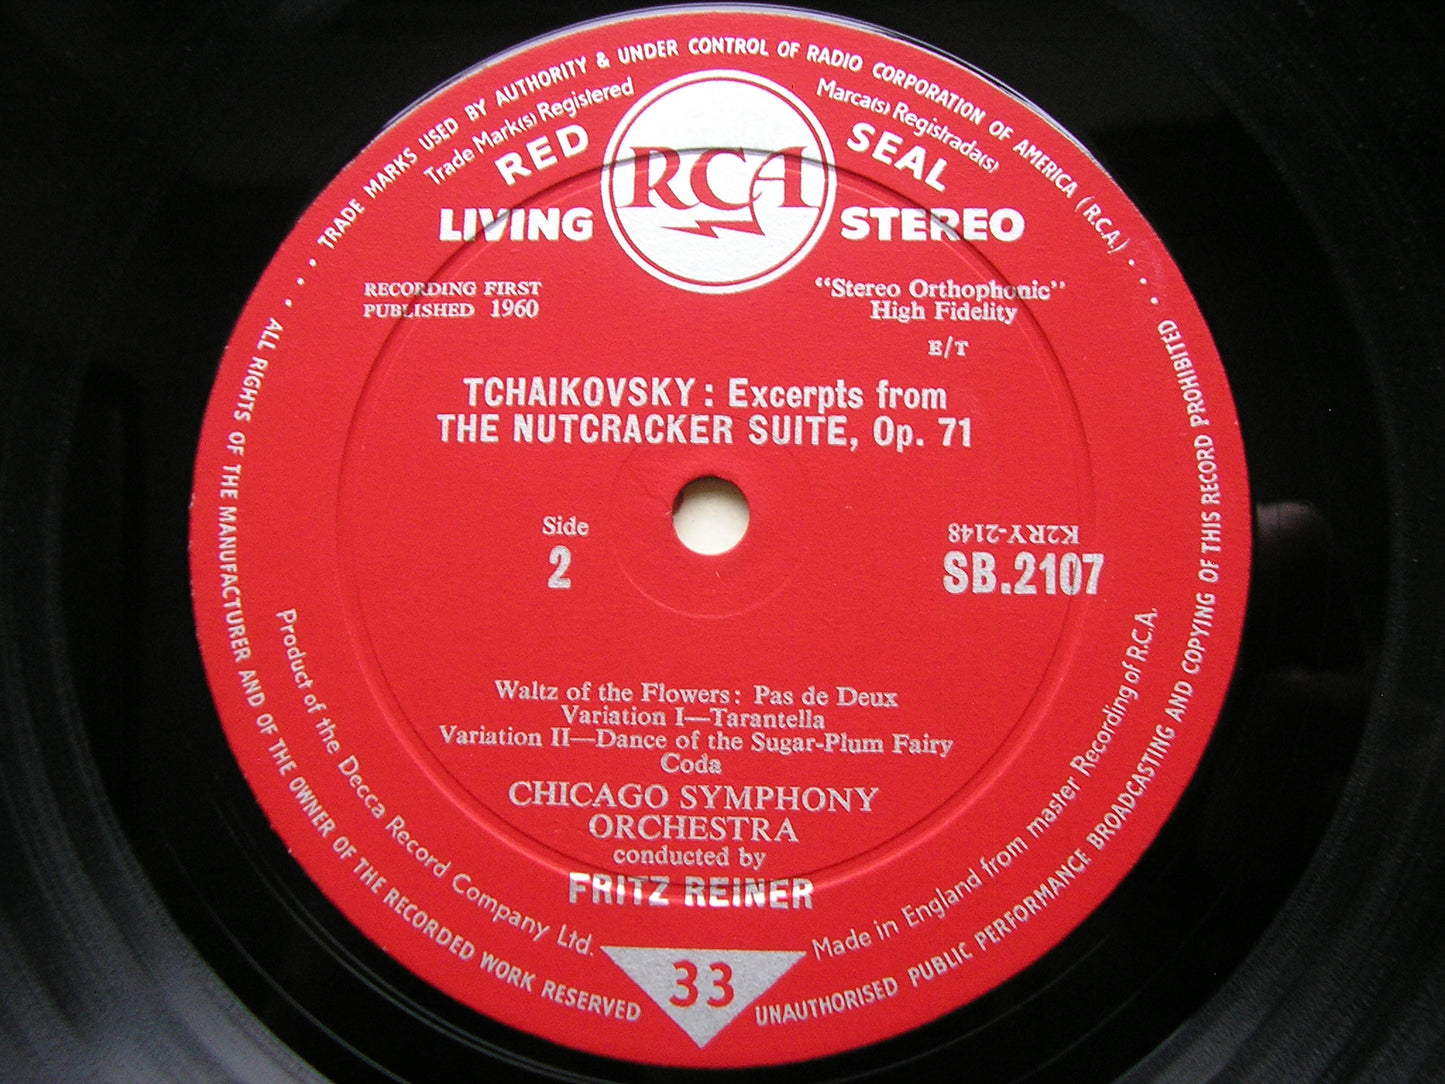 TRADE MARKS USED BY AUTHORITY & UNDER CONTROL OF RADIO CORPORATION OF AMERICA (R.C.A.)
Trade Mark(s) Registered
Marca(s) Registrada(s)
RED SEAL
RCA
LIVING STEREO
RECORDING FIRST
PUBLISHED 1960
"Stereo Orthophonic"
High Fidelity
E/T
TCHAIKOVSKY : Excerpts from
THE NUTCRACKER SUITE, Op. 71
Side
2
K2RY-2148
SB.2107
Waltz of the Flowers : Pas de Deux
Variation I—Tarantella
Variation II—Dance of the Sugar-Plum Fairy
Coda
CHICAGO SYMPHONY
ORCHESTRA
conducted by
FRITZ REINER
Product of the Decca Record Company Ltd.
Made in England from master Recording of R.C.A.
33
ALL RIGHTS OF THE MANUFACTURER AND OF THE OWNER OF THE RECORDED WORK RESERVED
UNAUTHORISED PUBLIC PERFORMANCE BROADCASTING AND COPYING OF THIS RECORD PROHIBITED